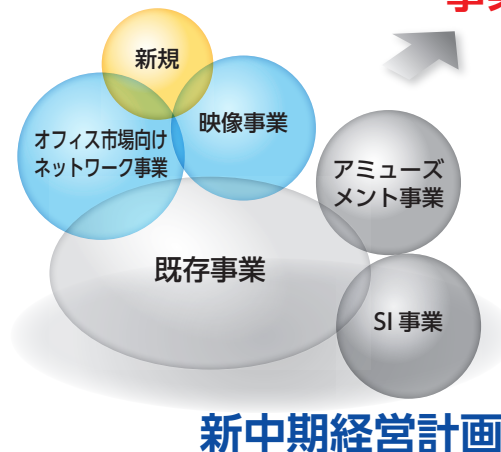 事業
新規
映像事業
オフィス市場向け
ネットワーク事業
アミューズ
メント事業
既存事業
SI 事業
新中期経営計画